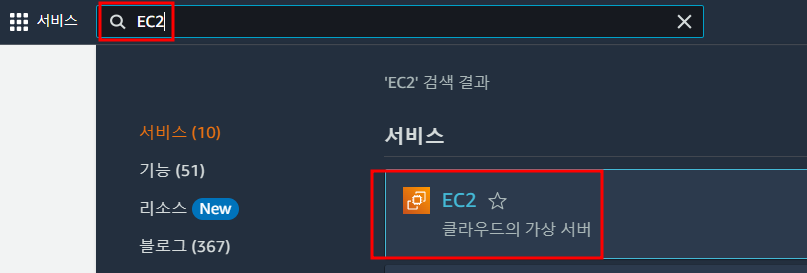 서비스
EC2
'EC2' 검색 결과
서비스 (10)
기능 (51)
리소스 New
블로그 (367)
서비스
EC2
클라우드의 가상 서버